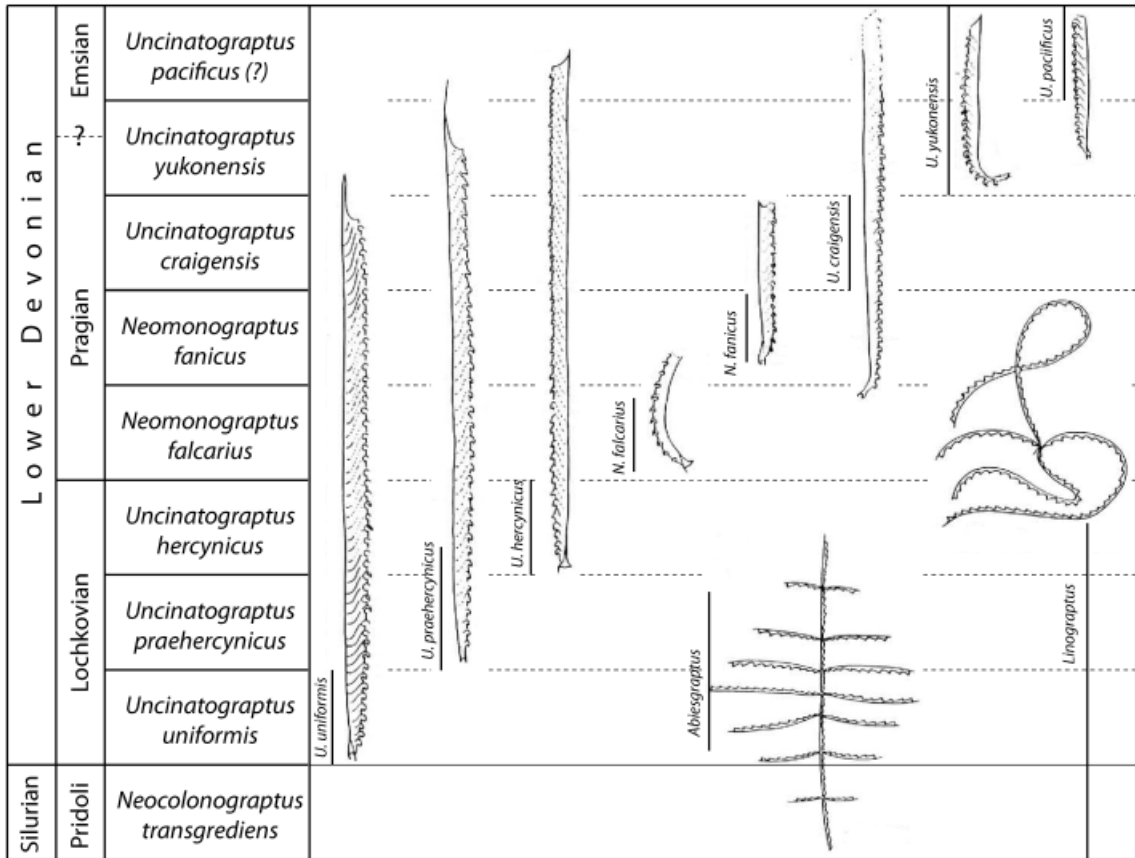 Lower Devonian
Emsian
?
Pragian
Lochkovian
Silurian
Pridoli
Uncinatograptus
pacificus (?)
Uncinatograptus
yukonensis
Uncinatograptus
craigensis
Neomonograptus
fanicus
Neomonograptus
falcarius
Uncinatograptus
hercynicus
Uncinatograptus
praehercynicus
Uncinatograptus
uniformis
Neocolonograptus
transgrediens
U. uniformis
U. praehercynicus
U. hercynicus
N. falcarius
N. fanicus
U. craigensis
U. yukonensis
U. paciificus
Abiesgraptus
Linograptus